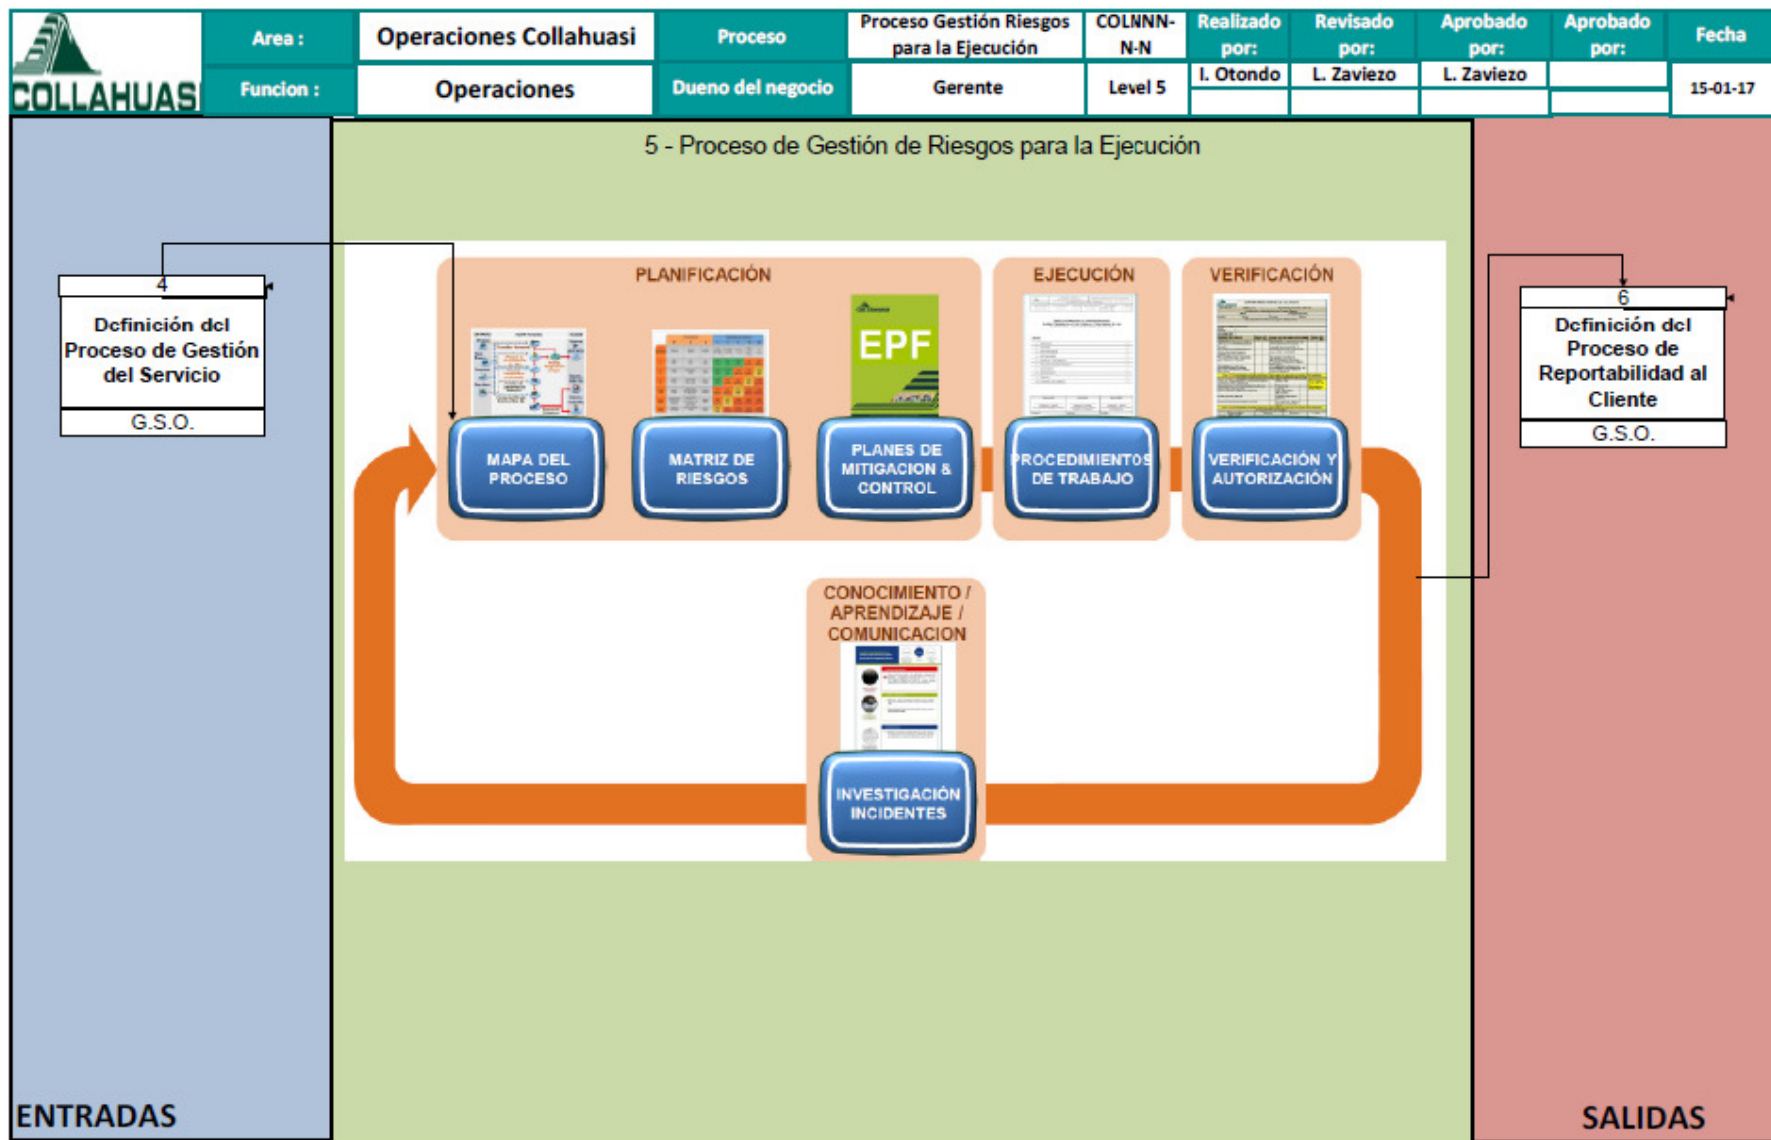 COLLAHUASI
Area :
Operaciones Collahuasi
Proceso
Proceso Gestión Riesgos
para la Ejecución
COLNNN-
N-N
Realizado
por:
Revisado
por:
Aprobado
por:
Aprobado
por:
Fecha
Funcion :
Operaciones
Dueno del negocio
Gerente
Level 5
I. Otondo
L. Zaviezo
L. Zaviezo
15-01-17
5 - Proceso de Gestión de Riesgos para la Ejecución
4
Definición del
Proceso de Gestión
del Servicio
G.S.O.
PLANIFICACIÓN
EJECUCIÓN
VERIFICACIÓN
EPF
MAPA DEL
PROCESO
MATRIZ DE
RIESGOS
PLANES DE
MITIGACION &
CONTROL
PROCEDIMIENTOS
DE TRABAJO
VERIFICACIÓN Y
AUTORIZACIÓN
CONOCIMIENTO /
APRENDIZAJE /
COMUNICACION
INVESTIGACIÓN
INCIDENTES
6
Definición del
Proceso de
Reportabilidad al
Cliente
G.S.O.
ENTRADAS
SALIDAS